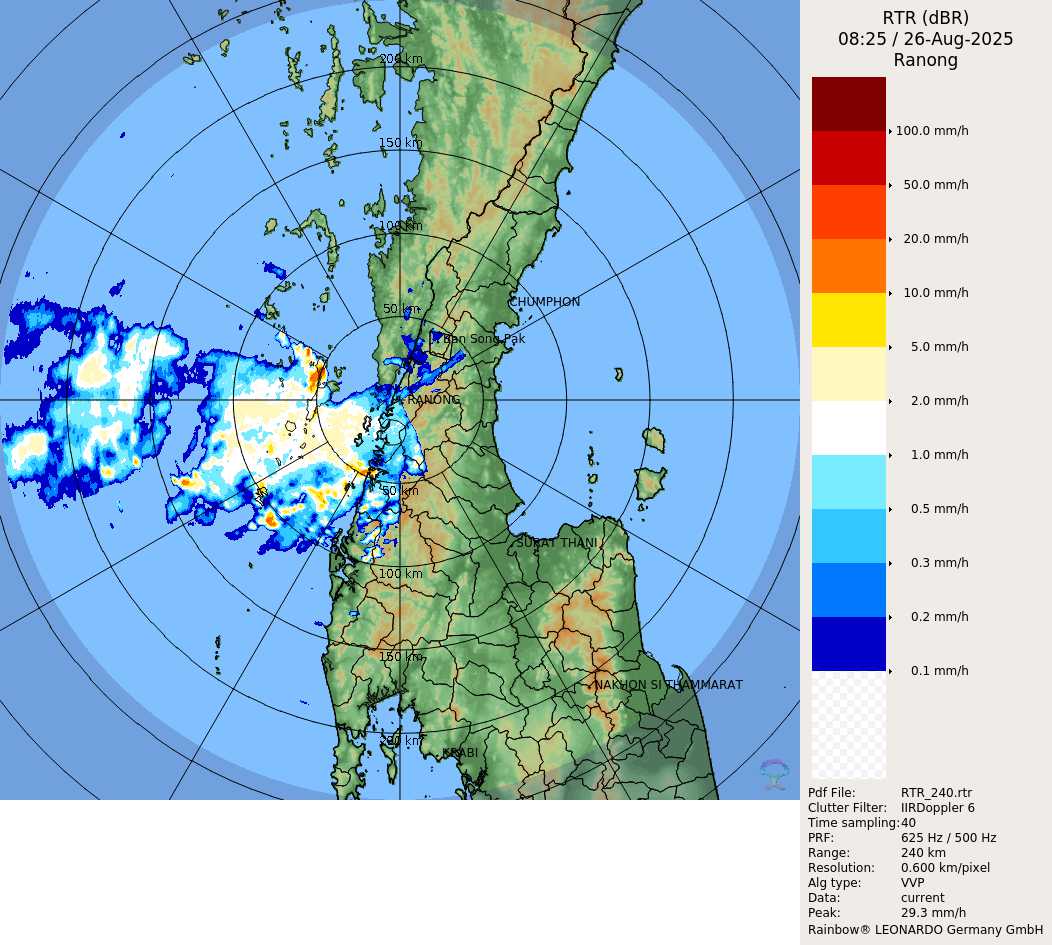 RTR (dBR)
08:25 / 26-Aug-2025
Ranong
200 km
150 km
100 km
50 km
CHUMPHON
Ban Song Pak
RANONG
50 km
SURAT THANI
100 km
150 km
NAKHON SI THAMMARAT
200 km
KRABI
100.0 mm/h
50.0 mm/h
20.0 mm/h
10.0 mm/h
5.0 mm/h
2.0 mm/h
1.0 mm/h
0.5 mm/h
0.3 mm/h
0.2 mm/h
0.1 mm/h
Pdf File: RTR_240.rtr
Clutter Filter: IIRDoppler 6
Time sampling: 40
PRF: 625 Hz / 500 Hz
Range: 240 km
Resolution: 0.600 km/pixel
Alg type: VVP
Data: current
Peak: 29.3 mm/h
Rainbow® LEONARDO Germany GmbH